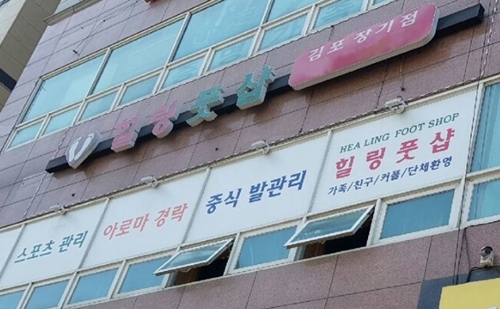 힐링풋샵 김포 장기점
스포츠 관리
아로마 경락
중식 발관리
HEA LING FOOT SHOP
힐링풋샵
가족/친구/커플/단체환영